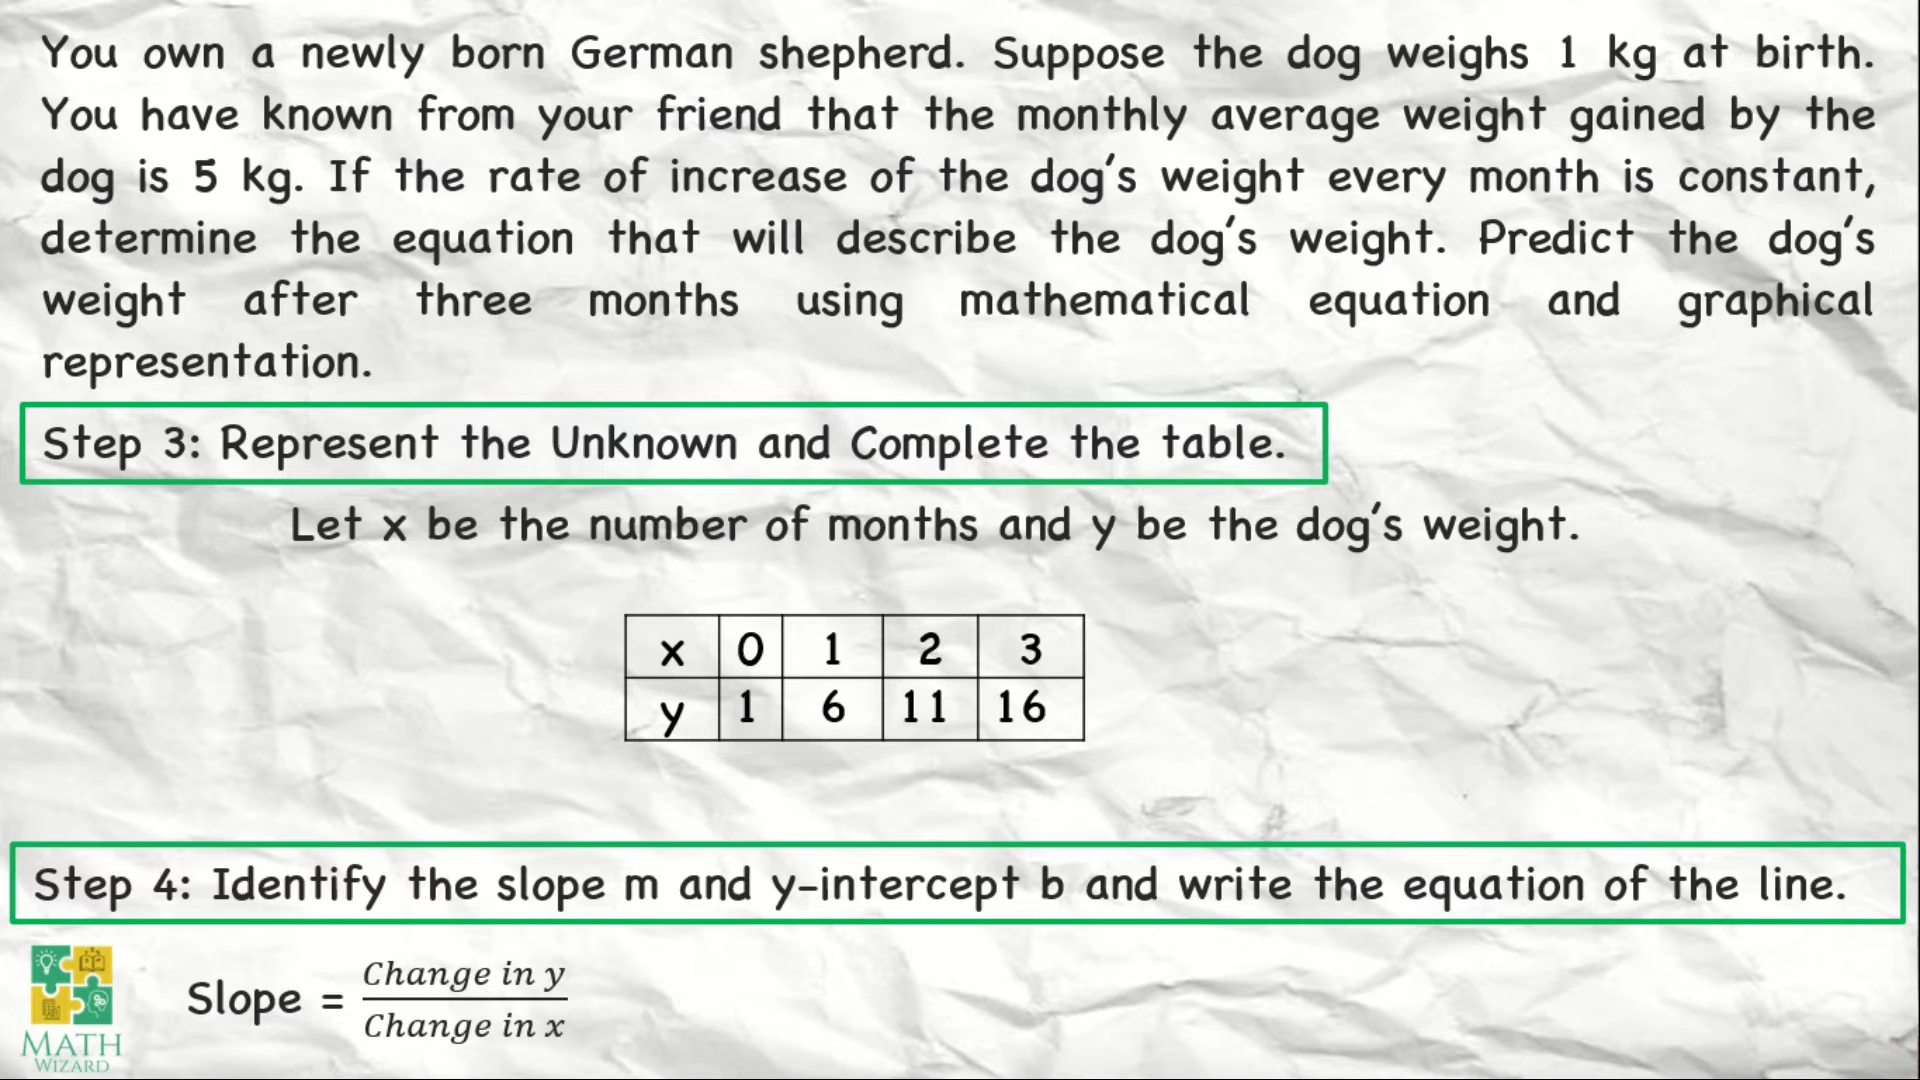 You own a newly born German shepherd. Suppose the dog weighs 1 kg at birth.
You have known from your friend that the monthly average weight gained by the
dog is 5 kg. If the rate of increase of the dog's weight every month is constant,
determine the equation that will describe the dog's weight. Predict the dog's
weight after three months using mathematical equation and graphical
representation.
Step 3: Represent the Unknown and Complete the table.
Let x be the number of months and y be the dog's weight.
x 0 1 2 3
y 1 6 11 16
Step 4: Identify the slope m and y-intercept b and write the equation of the line.
Slope = Change in y
Change in x
MATH
WIZARD